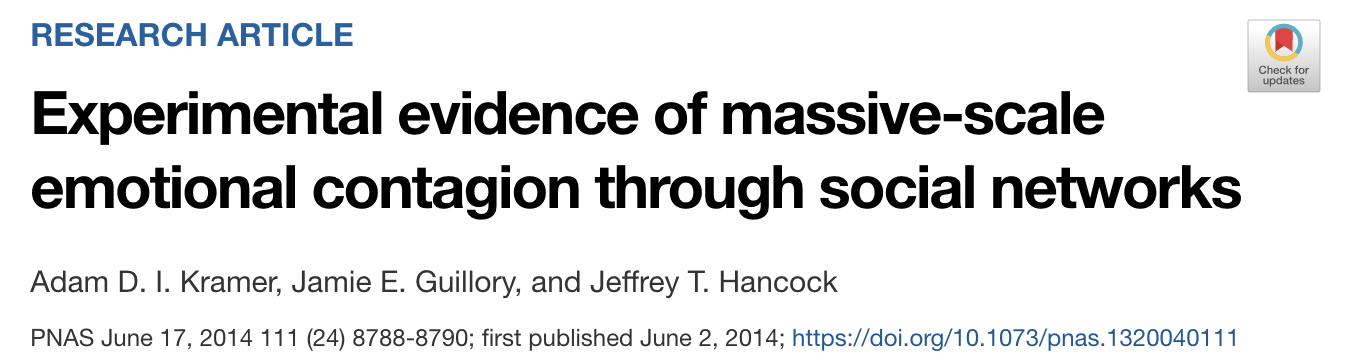 RESEARCH ARTICLE
Check for
updates
Experimental evidence of massive-scale
emotional contagion through social networks
Adam D. I. Kramer, Jamie E. Guillory, and Jeffrey T. Hancock
PNAS June 17, 2014 111 (24) 8788-8790; first published June 2, 2014; https://doi.org/10.1073/pnas.1320040111